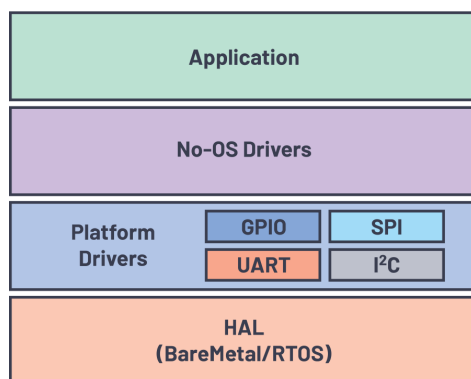 Application
No-OS Drivers
Platform
Drivers
GPIO
SPI
UART
I²C
HAL
(BareMetal/RTOS)